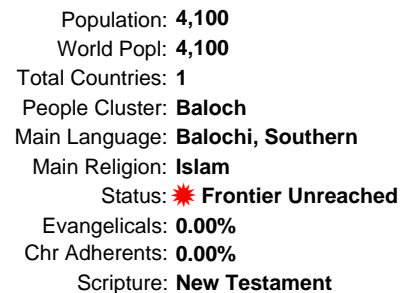 Population: 4,100
World Popl: 4,100
Total Countries: 1
People Cluster: Baloch
Main Language: Balochi, Southern
Main Religion: Islam
Status: Frontier Unreached
Evangelicals: 0.00%
Chr Adherents: 0.00%
Scripture: New Testament